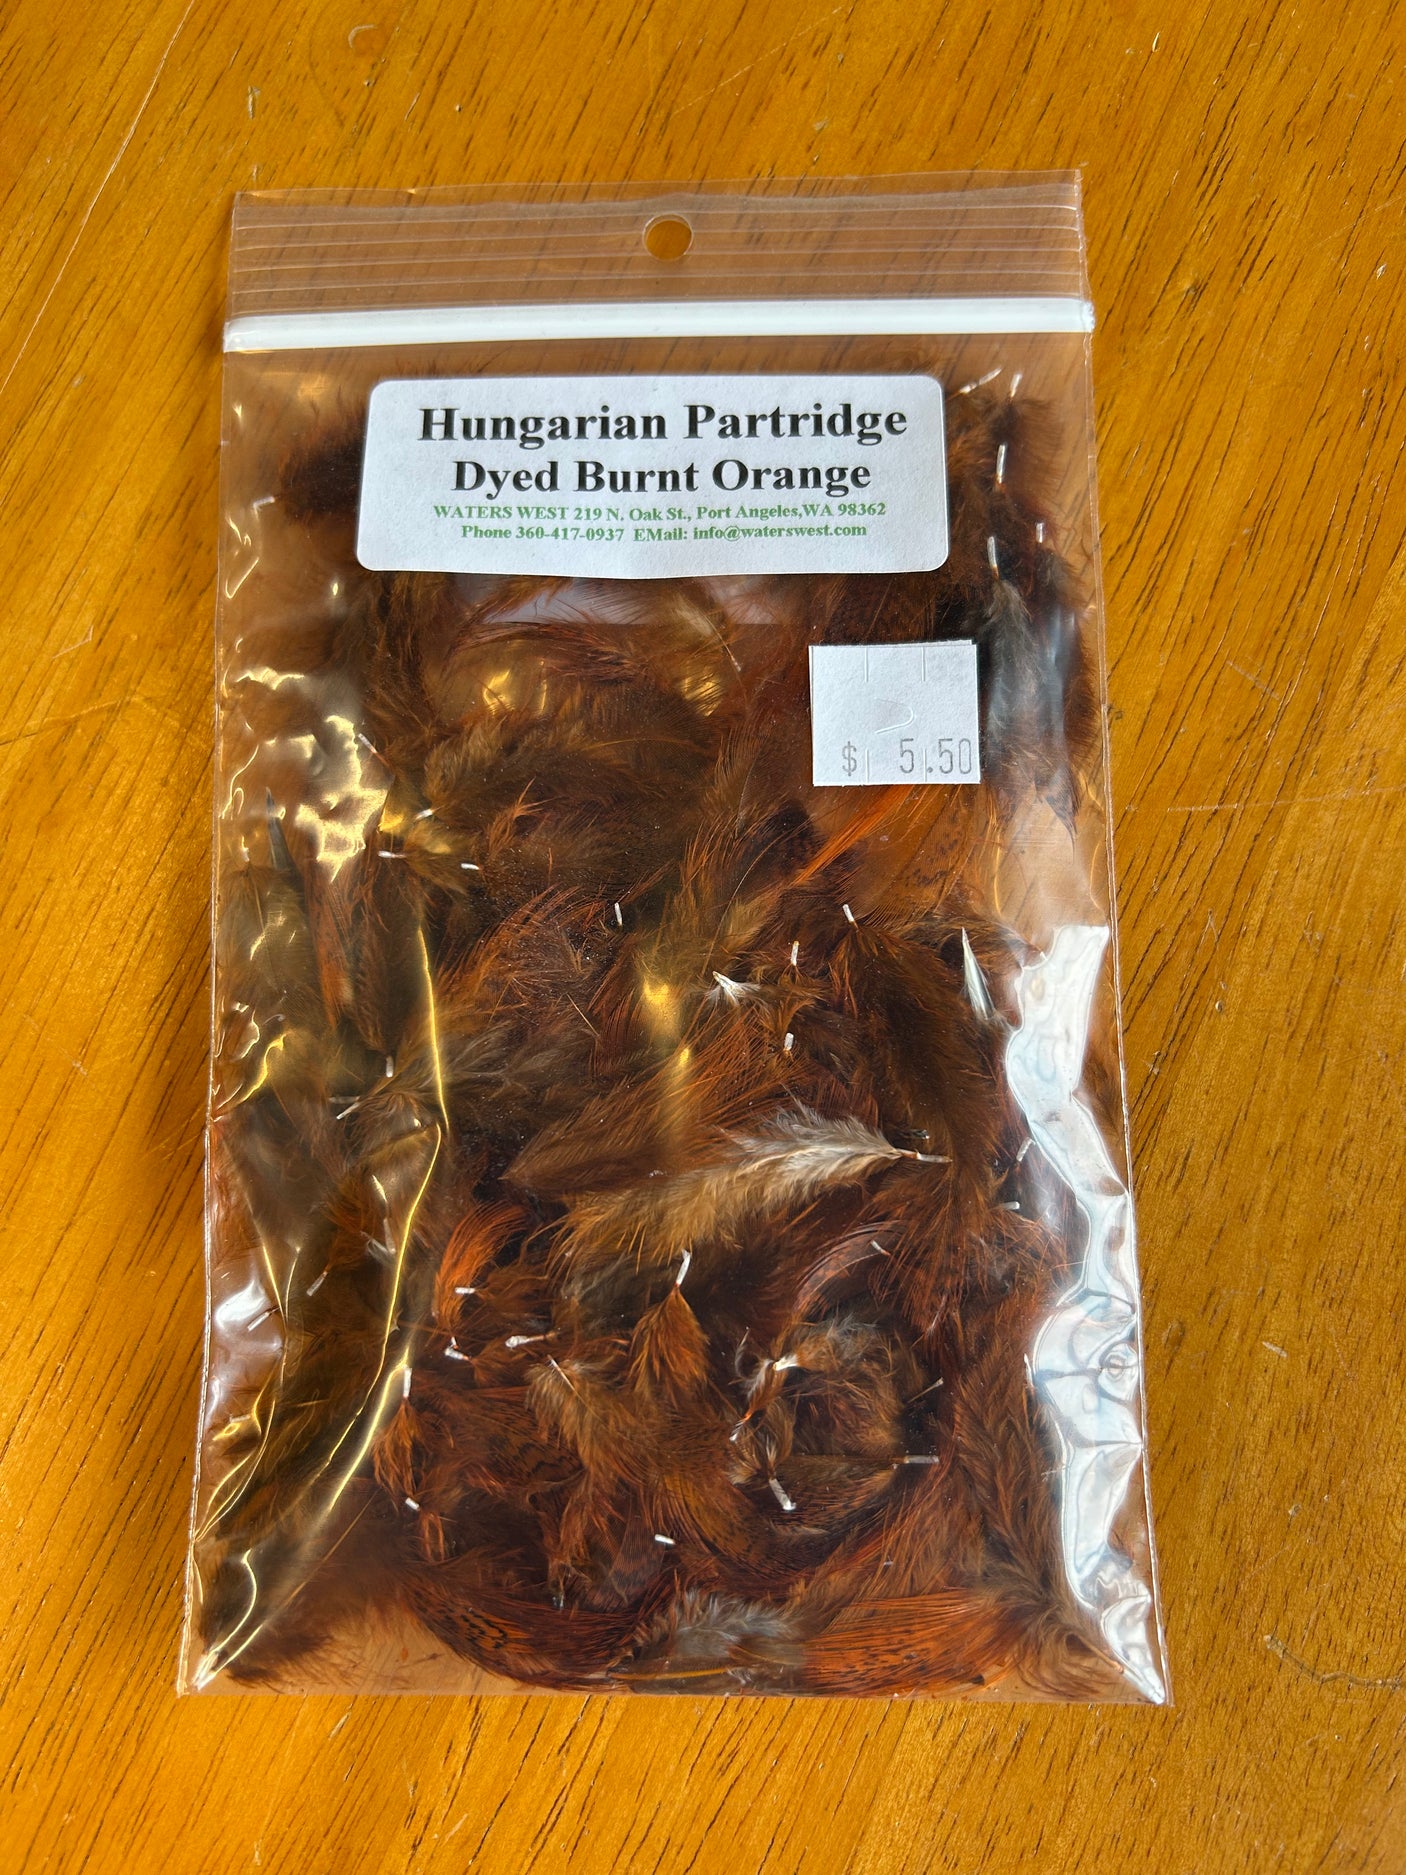 Hungarian Partridge
Dyed Burnt Orange
WATERS WEST 219 N. Oak St., Port Angeles,WA 98362
Phone 360-417-0937 EMail: info@waterswest.com
$ 5.50